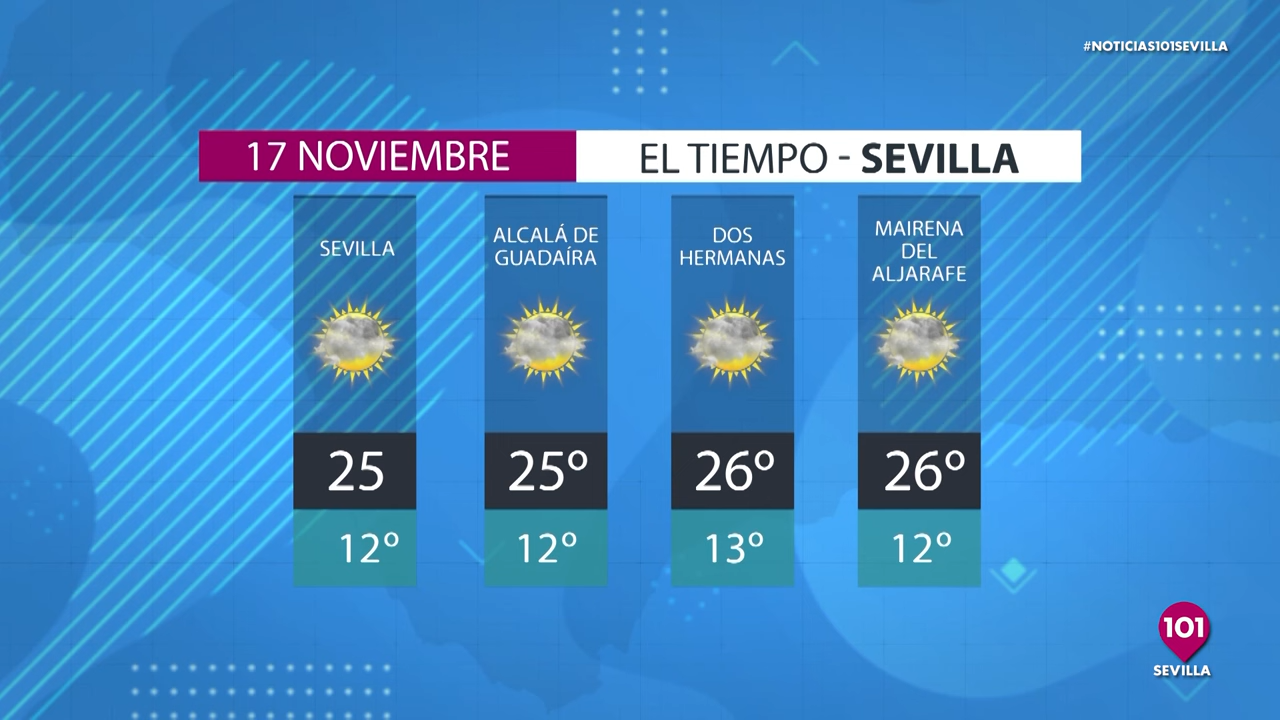 #NOTICIAS101SEVILLA
17 NOVIEMBRE
EL TIEMPO - SEVILLA
SEVILLA
25
12º
ALCALÁ DE
GUADAÍRA
25º
12º
DOS
HERMANAS
26º
13º
MAIRENA
DEL
ALJARAFE
26º
12º
101
SEVILLA